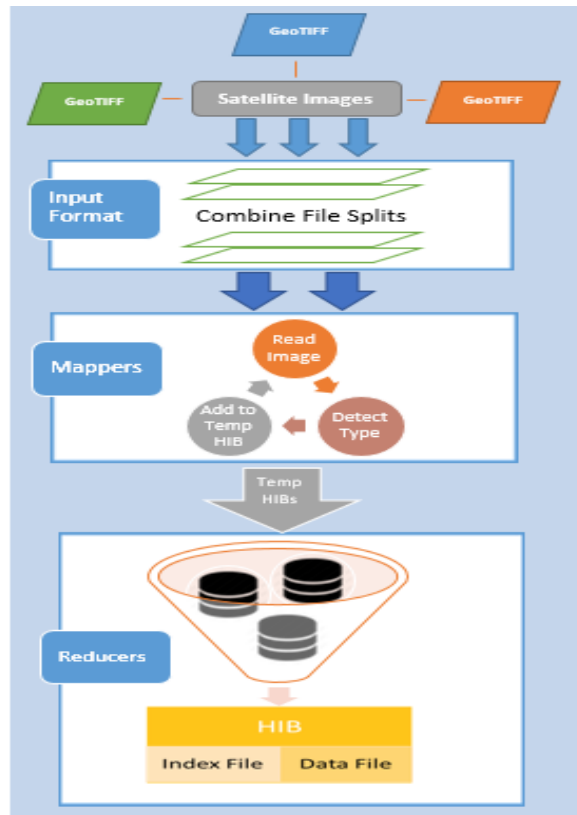 GeoTIFF
GeoTIFF
Satellite Images
GeoTIFF
Input
Format
Combine File Splits
Mappers
Read
Image
Add to
Temp
HIB
Detect
Type
Temp
HIBs
Reducers
HIB
Index File
Data File